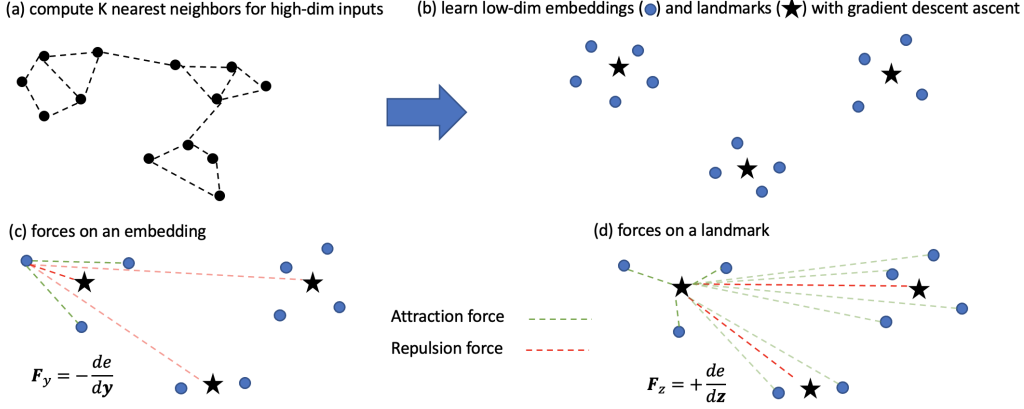 (a) compute K nearest neighbors for high-dim inputs
(b) learn low-dim embeddings (●) and landmarks (★) with gradient descent ascent
(c) forces on an embedding
(d) forces on a landmark
Attraction force
Repulsion force
F_y = -de/dy
F_z = +de/dz